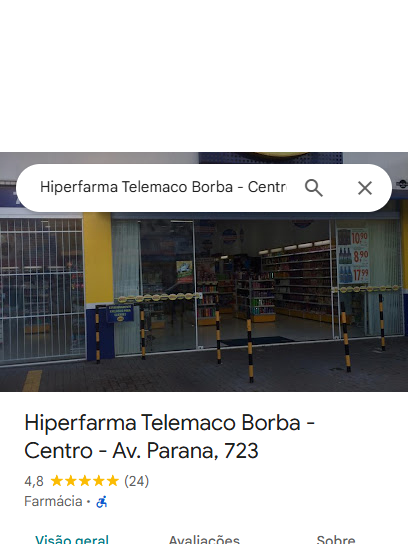 Hiperfarma Telemaco Borba - Centr
10,90
8,90
17,99
Hiperfarma Telemaco Borba -
Centro - Av. Parana, 723
4,8 (24)
Farmácia ·
Visão geral Avaliações Sobre